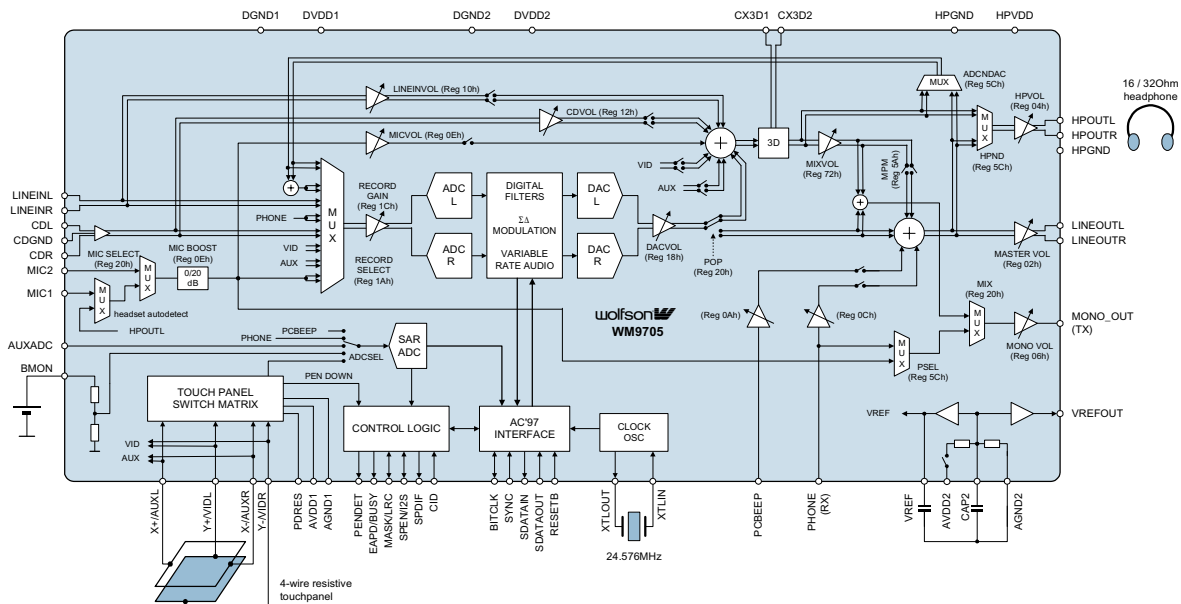 DGND1 DVDD1 DGND2 DVDD2 CX3D1 CX3D2 HPGND HPVDD
16 / 32Ohm
headphone
MUX
ADCNDAC
(Reg 5Ch)
HPVOL
(Reg 04h)
HPOUTL
HPOUTR
HPGND
MUX
HPND
(Reg 5Ch)
LINEINVOL (Reg 10h)
CDVOL (Reg 12h)
MICVOL (Reg 0Eh)
3D
MIXVOL
(Reg 72h)
MPM
(Reg 5Ah)
VID
AUX
LINEINL
LINEINR
CDL
CDGND
CDR
MIC2
MIC1
PHONE
VID
AUX
MUX
RECORD
GAIN
(Reg 1Ch)
RECORD
SELECT
(Reg 1Ah)
ADC
L
ADC
R
DIGITAL
FILTERS
ΣΔ
MODULATION
VARIABLE
RATE AUDIO
DAC
L
DAC
R
DACVOL
(Reg 18h)
POP
(Reg 20h)
LINEOUTL
LINEOUTR
MASTER VOL
(Reg 02h)
MIC SELECT
(Reg 20h)
MIC BOOST
(Reg 0Eh)
MUX
0/20
dB
MUX
headset autodetect
HPOUTL
wolfson
WM9705
(Reg 0Ah)
(Reg 0Ch)
MIX
(Reg 20h)
MUX
MUX
PSEL
(Reg 5Ch)
MONO VOL
(Reg 06h)
MONO_OUT
(TX)
AUXADC
BMON
PCBEEP
PHONE
ADCSEL
SAR
ADC
TOUCH PANEL
SWITCH MATRIX
PEN DOWN
CONTROL LOGIC
AC'97
INTERFACE
CLOCK
OSC
VREF
VREFOUT
VID
AUX
X+/AUXL
Y+/VIDL
X-/AUXR
Y-/VIDR
PDRES
AVDD1
AGND1
PENDET
EAPD/BUSY
MASK/LRC
SPEN/I2S
SPDIF
CID
BITCLK
SYNC
SDATAIN
SDATAOUT
RESETB
XTLOUT
XTLIN
24.576MHz
PCBEEP
PHONE
(RX)
VREF
AVDD2
CAP2
AGND2
4-wire resistive
touchpanel